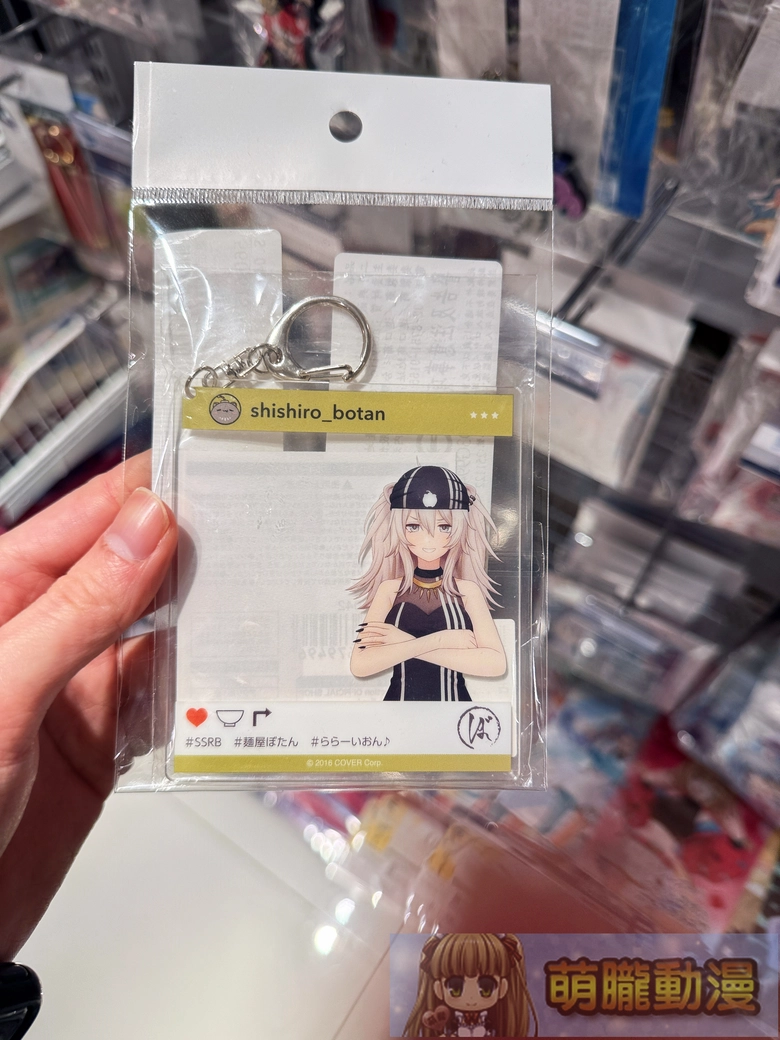 shishiro_botan
#SSRB #麺屋ぼたん #ららーいおん♪
ぼ
© 2016 COVER Corp.
萌朧動漫